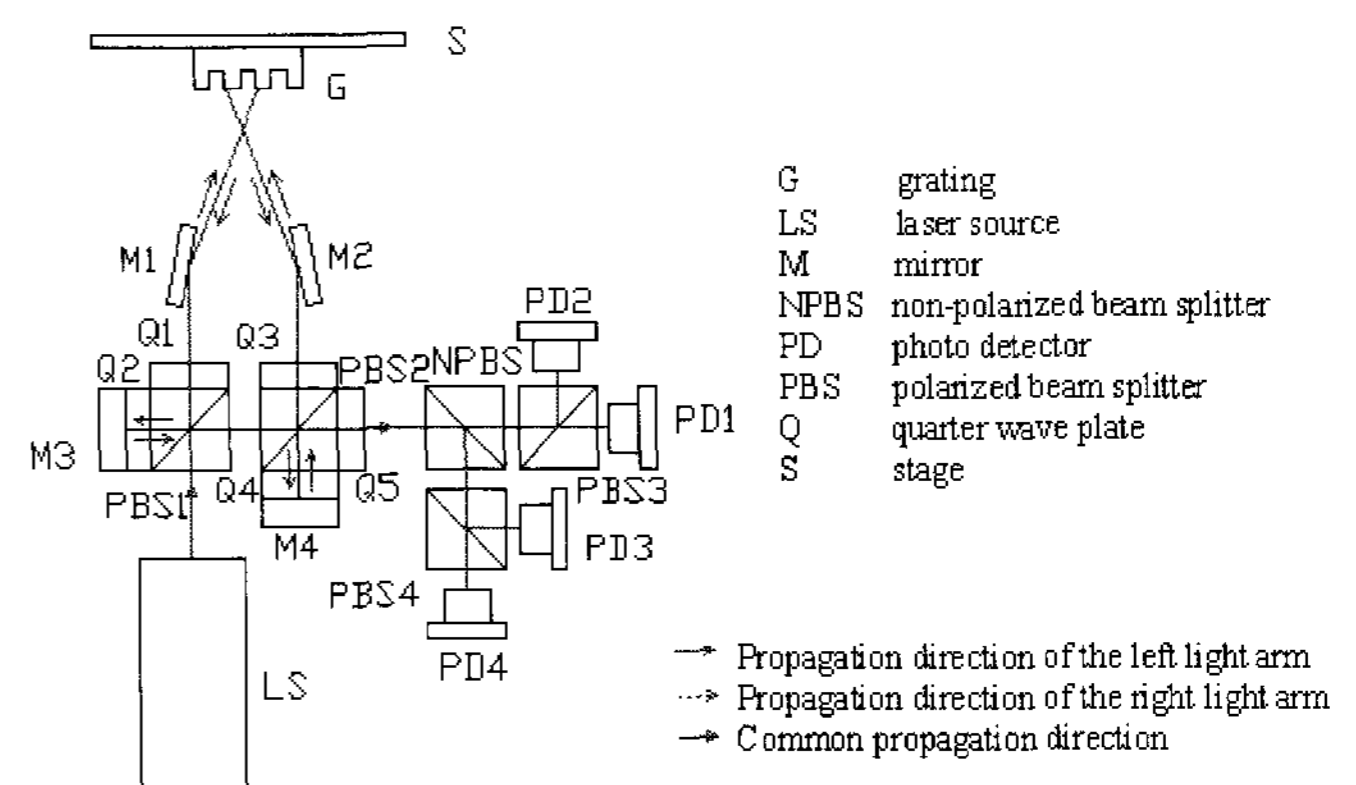 S
G
M1
M2
PD2
Q1
Q3
Q2
PBS2
NPBS
PD1
M3
Q4
Q5
PBS3
PBS1
M4
PD3
PBS4
PD4
LS
G grating
LS laser source
M mirror
NPBS non-polarized beam splitter
PD photo detector
PBS polarized beam splitter
Q quarter wave plate
S stage
Propagation direction of the left light arm
Propagation direction of the right light arm
Common propagation direction